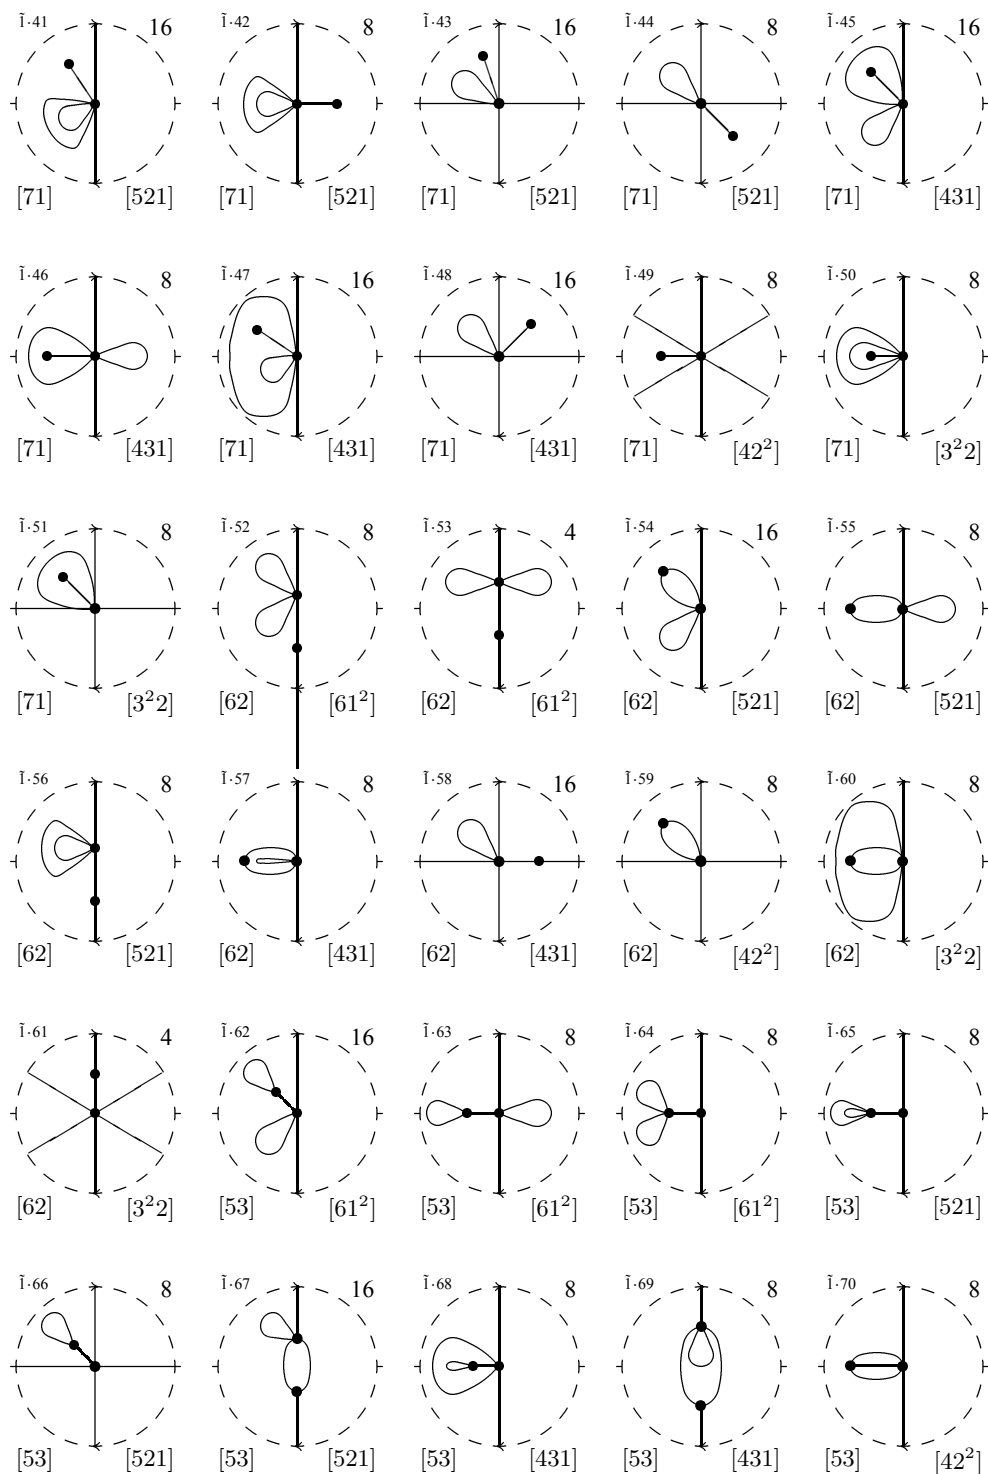 ĩ·41 16 ĩ·42 8 ĩ·43 16 ĩ·44 8 ĩ·45 16
[71] [521] [71] [521] [71] [521] [71] [521] [71] [431]
ĩ·46 8 ĩ·47 16 ĩ·48 16 ĩ·49 8 ĩ·50 8
[71] [431] [71] [431] [71] [431] [71] [42²] [71] [3²2]
ĩ·51 8 ĩ·52 8 ĩ·53 4 ĩ·54 16 ĩ·55 8
[71] [3²2] [62] [61²] [62] [61²] [62] [521] [62] [521]
ĩ·56 8 ĩ·57 8 ĩ·58 16 ĩ·59 8 ĩ·60 8
[62] [521] [62] [431] [62] [431] [62] [42²] [62] [3²2]
ĩ·61 4 ĩ·62 16 ĩ·63 8 ĩ·64 8 ĩ·65 8
[62] [3²2] [53] [61²] [53] [61²] [53] [61²] [53] [521]
ĩ·66 8 ĩ·67 16 ĩ·68 8 ĩ·69 8 ĩ·70 8
[53] [521] [53] [521] [53] [431] [53] [431] [53] [42²]